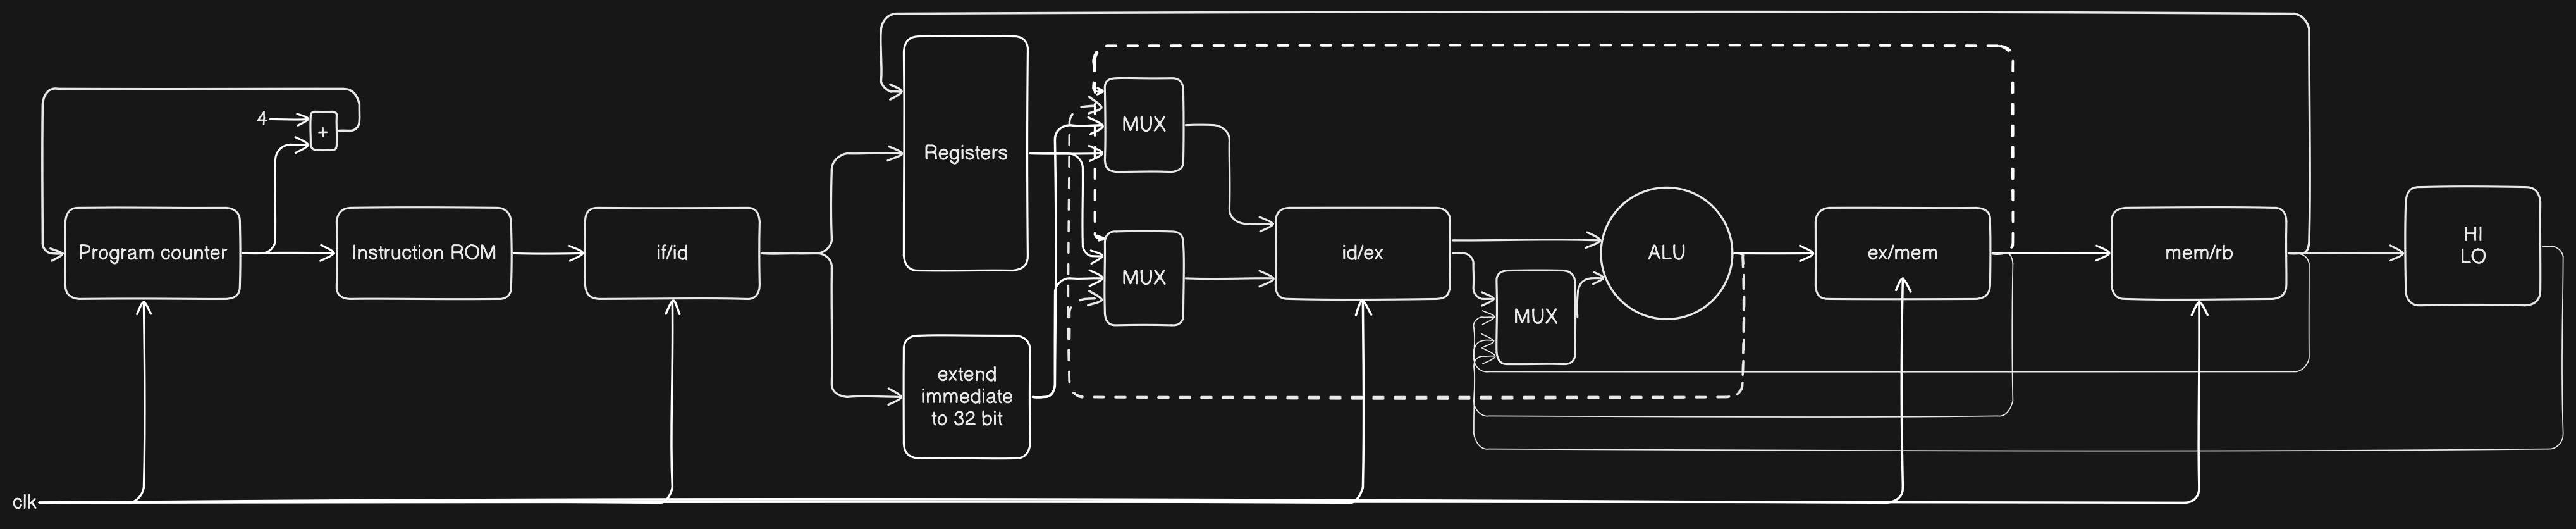 MUX
4
+
Registers
Program counter
Instruction ROM
if/id
MUX
id/ex
ALU
ex/mem
mem/rb
HI
LO
MUX
extend
immediate
to 32 bit
clk